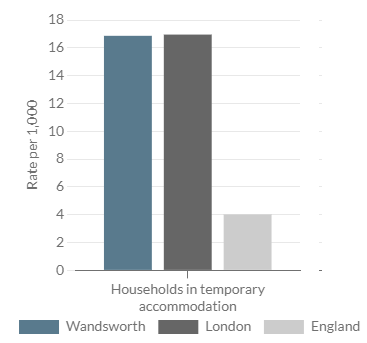 18
16
14
12
10
8
6
4
2
0
Rate per 1,000
Households in temporary
accommodation
Wandsworth London England